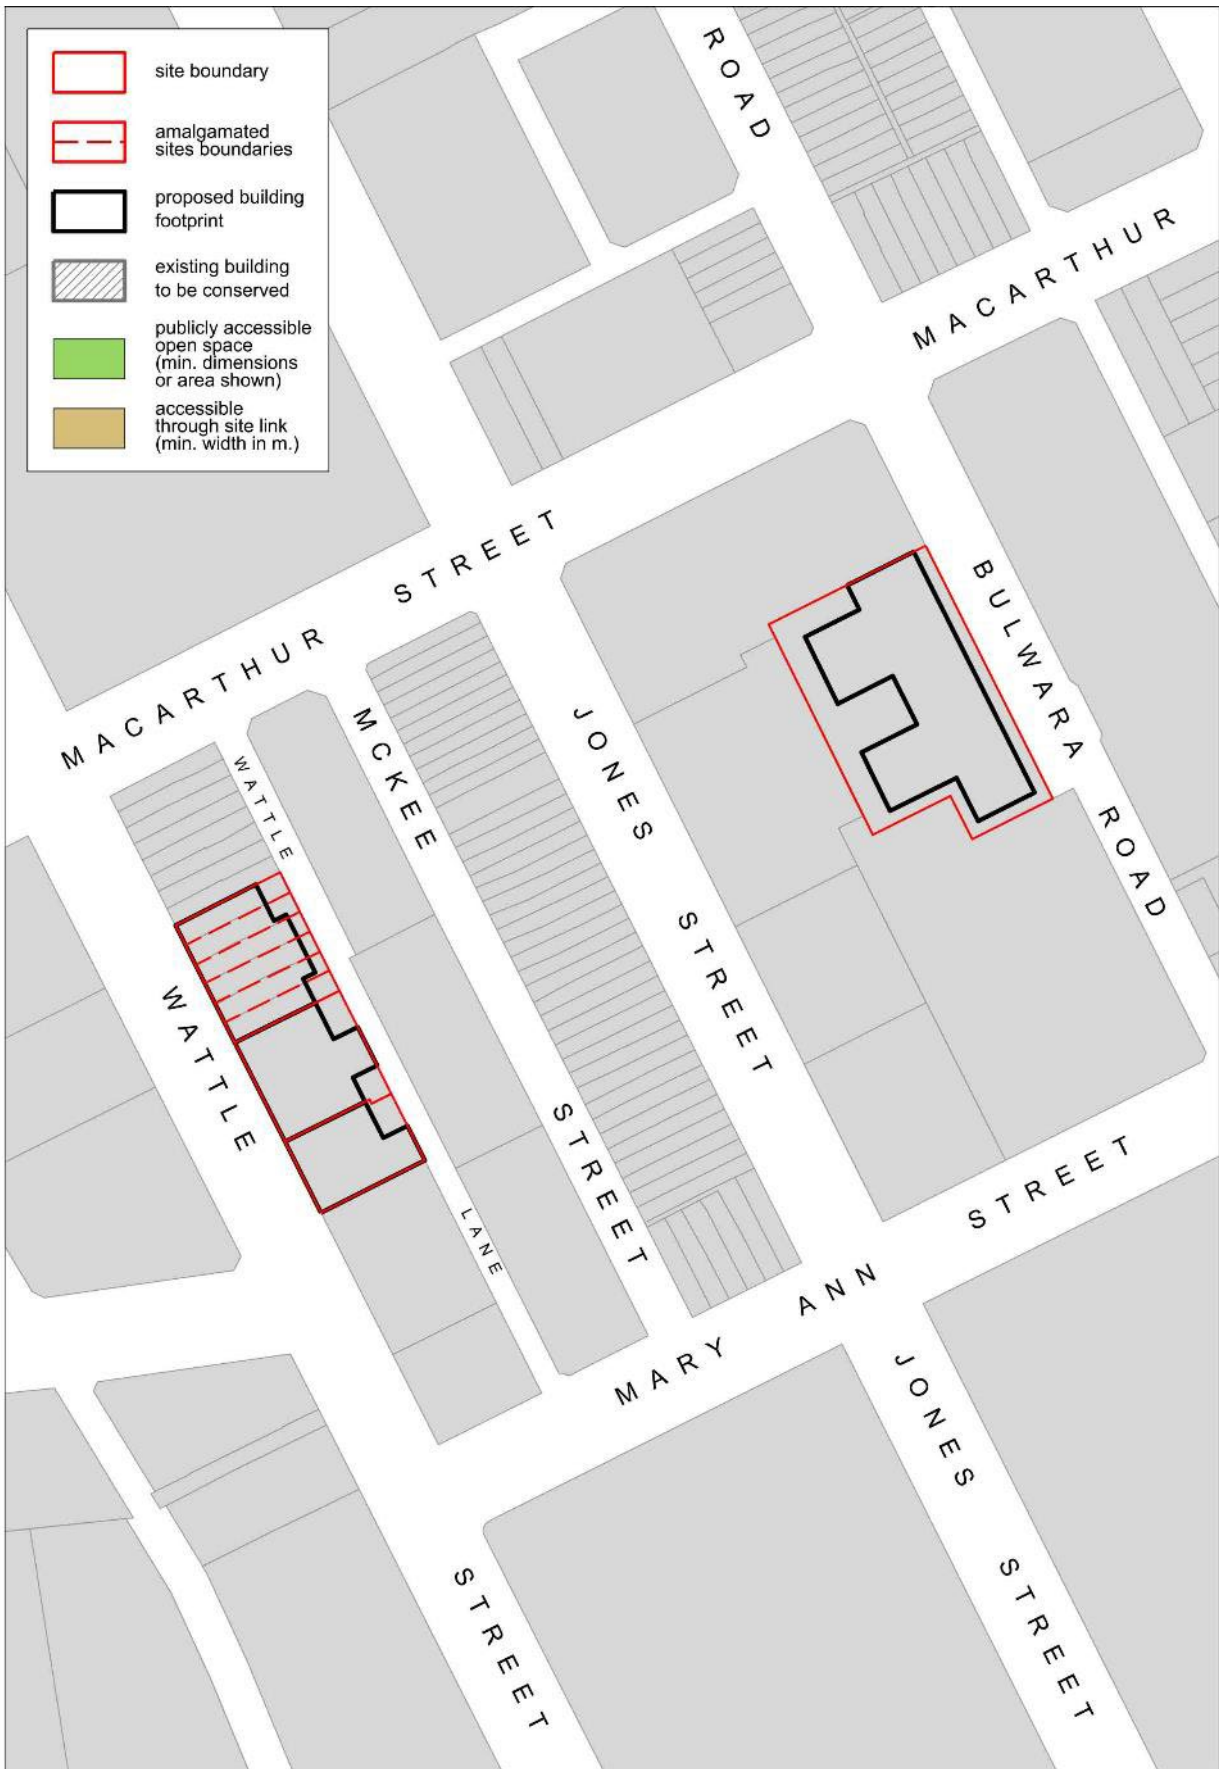 site boundary
amalgamated
sites boundaries
proposed building
footprint
existing building
to be conserved
publicly accessible
open space
(min. dimensions
or area shown)
accessible
through site link
(min. width in m.)
ROAD
MACARTHUR
MACARTHUR STREET
BULWARA ROAD
WATTLE LANE
MCKEE STREET
JONES STREET
WATTLE STREET
MARY ANN STREET
JONES STREET